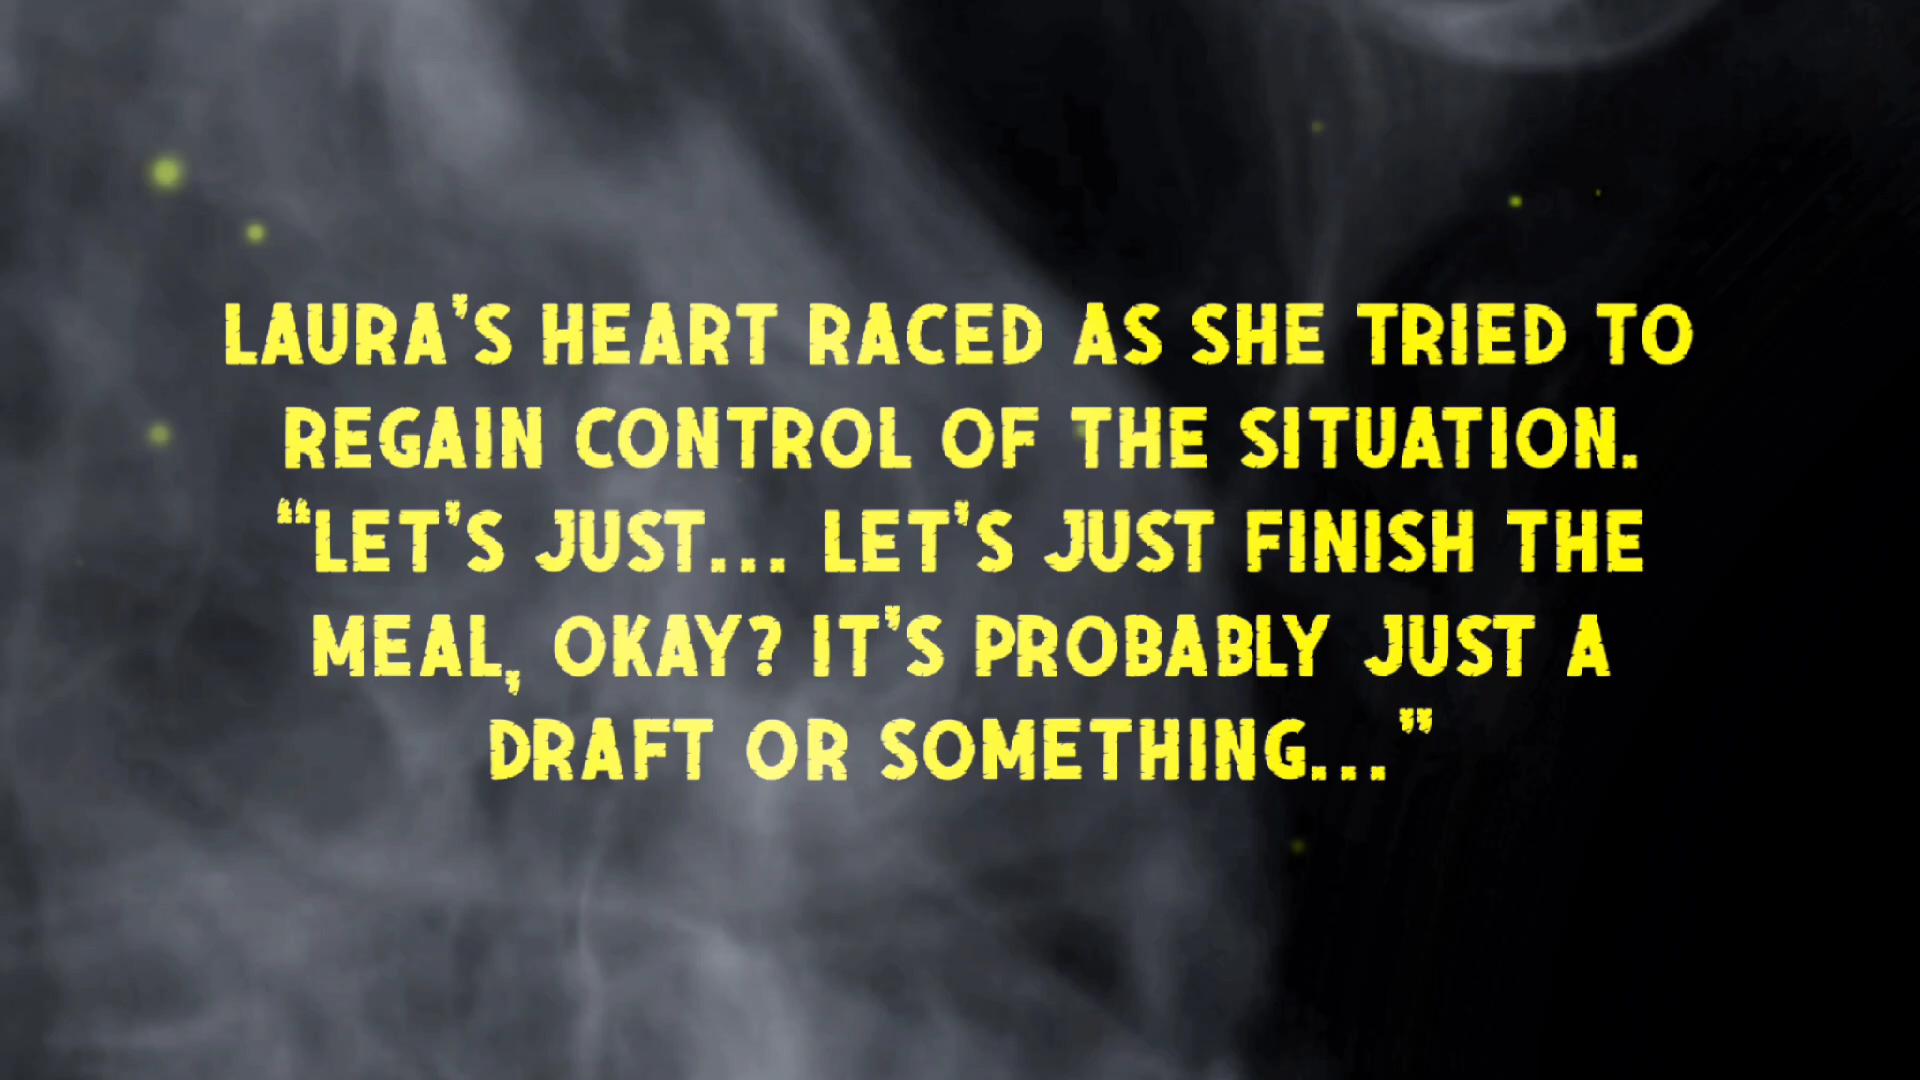 LAURA'S HEART RACED AS SHE TRIED TO
REGAIN CONTROL OF THE SITUATION.
“LET'S JUST... LET'S JUST FINISH THE
MEAL, OKAY? IT'S PROBABLY JUST A
DRAFT OR SOMETHING...”